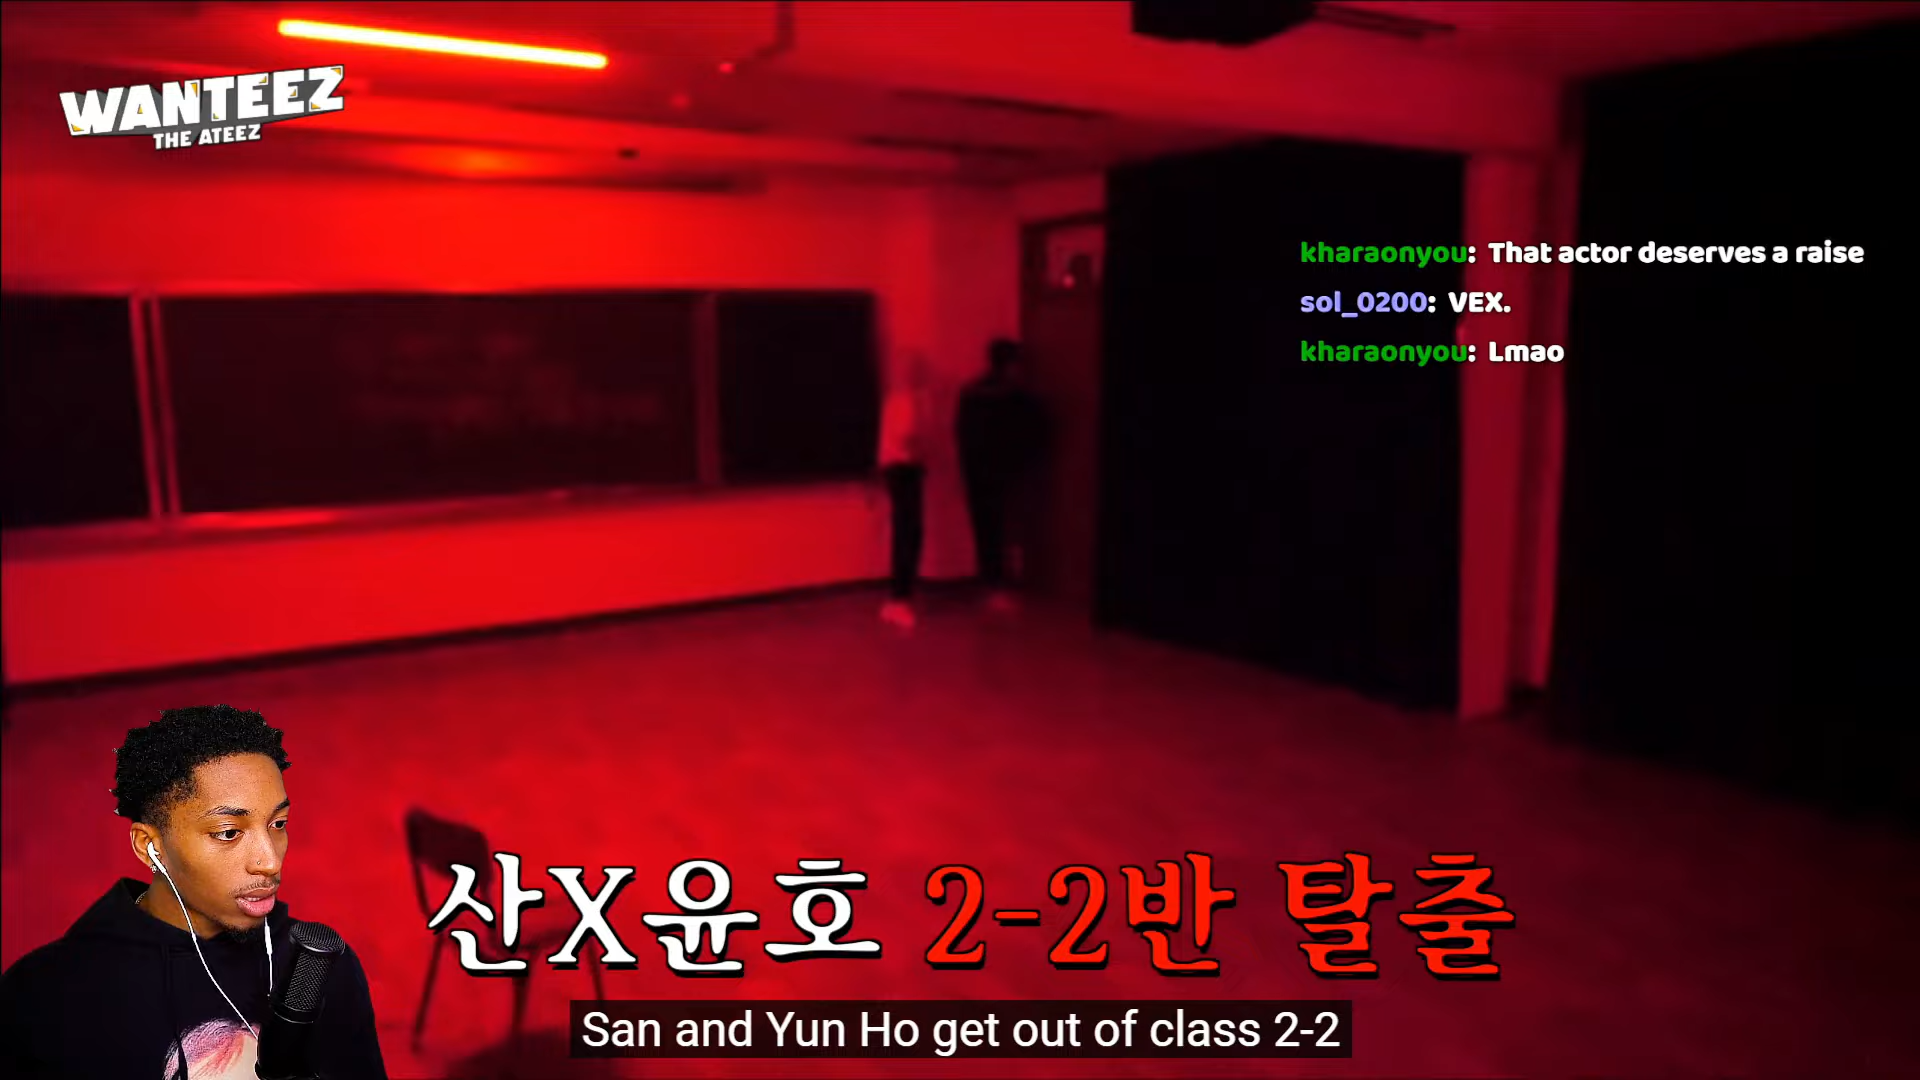 WANTEEZ
THE ATEEZ
kharaonyou: That actor deserves a raise
sol_0200: VEX.
kharaonyou: Lmao
산X윤호 2-2반 탈출
San and Yun Ho get out of class 2-2